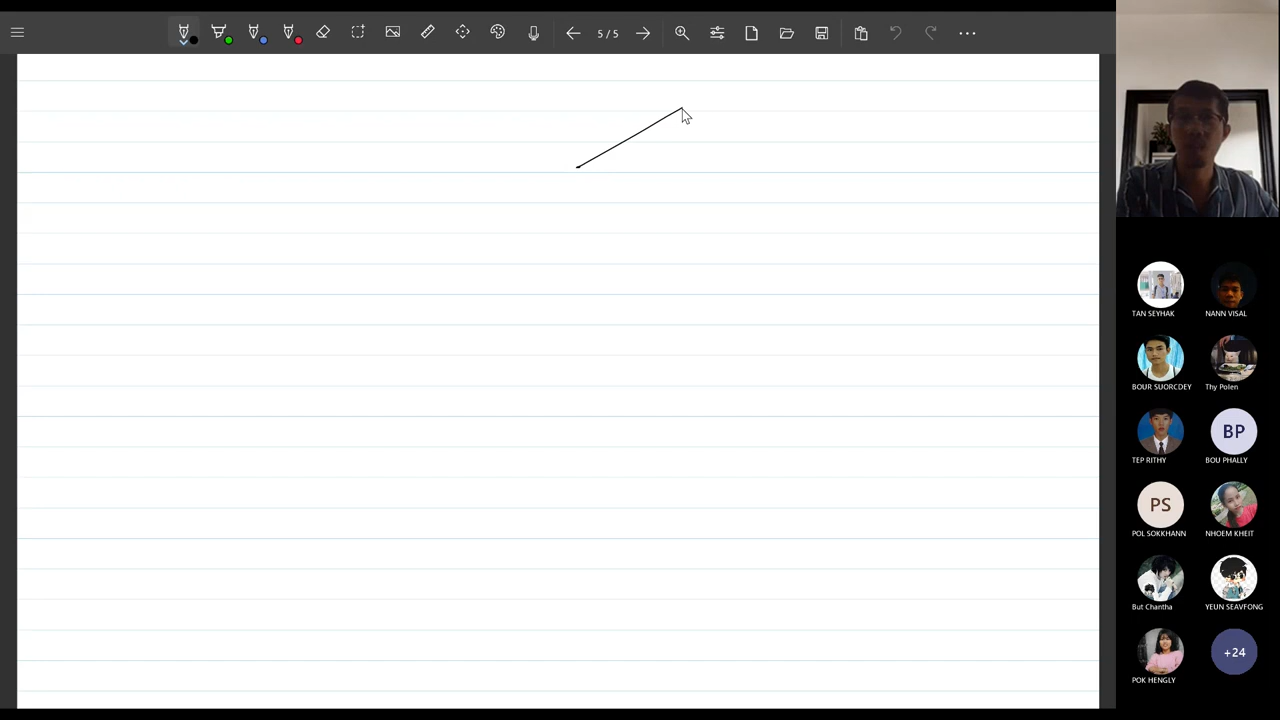 5 / 5
TAN SEYHAK
NANN VISAL
BOUR SUORCDEY
Thy Polen
TEP RITHY
BP
BOU PHALLY
PS
POL SOKKHANN
NHOEM KHEIT
But Chantha
YEUN SEAVFONG
POK HENGLY
+24